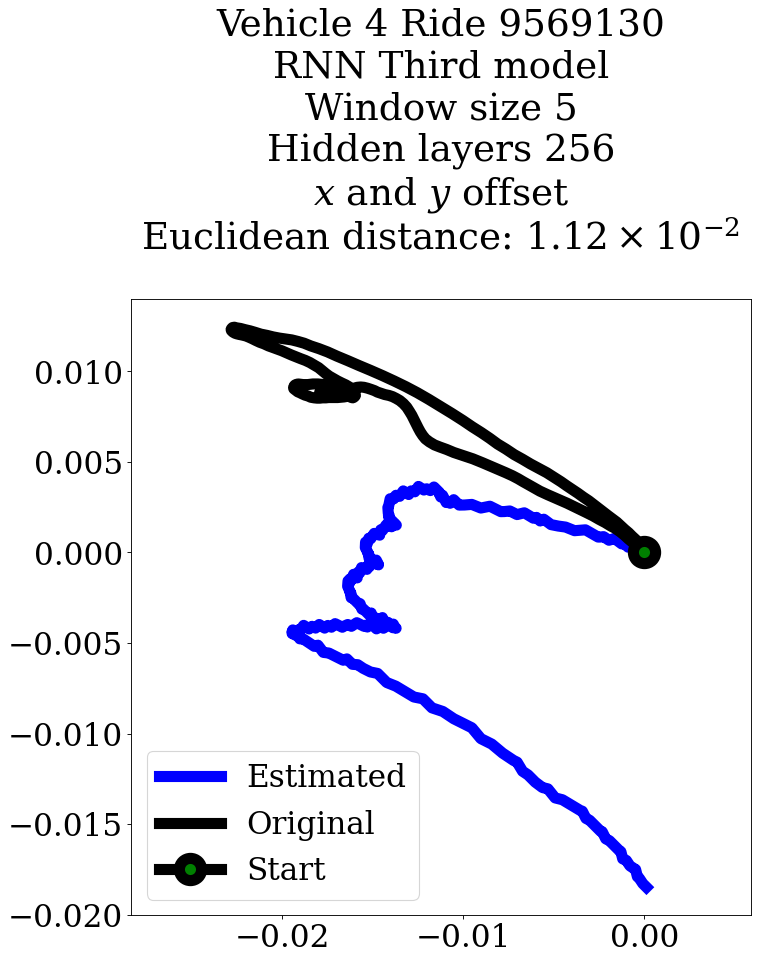 Vehicle 4 Ride 9569130
RNN Third model
Window size 5
Hidden layers 256
x and y offset
Euclidean distance: 1.12 × 10⁻²
0.010
0.005
0.000
−0.005
−0.010
−0.015
−0.020
Estimated
Original
Start
−0.02
−0.01
0.00